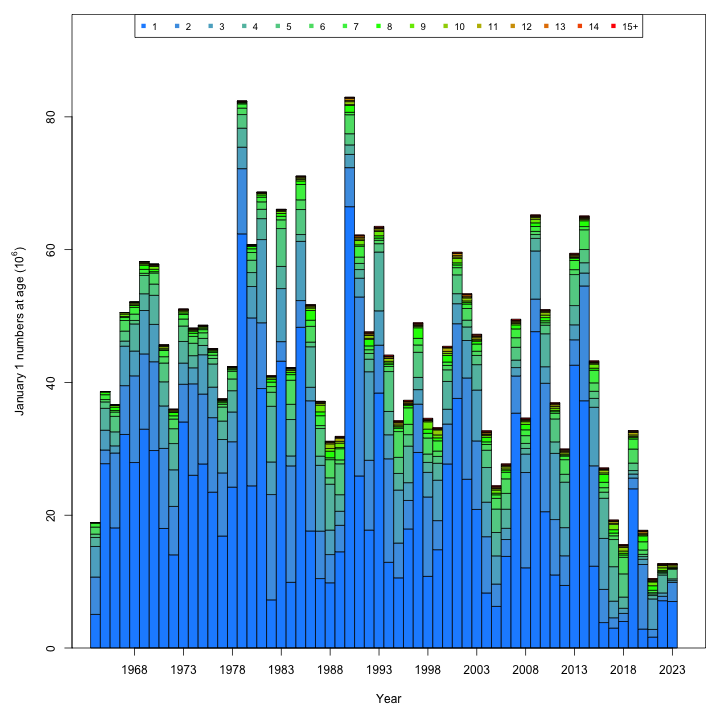 1 2 3 4 5 6 7 8 9 10 11 12 13 14 15+
January 1 numbers at age (10⁶)
0 20 40 60 80
1968 1973 1978 1983 1988 1993 1998 2003 2008 2013 2018 2023
Year